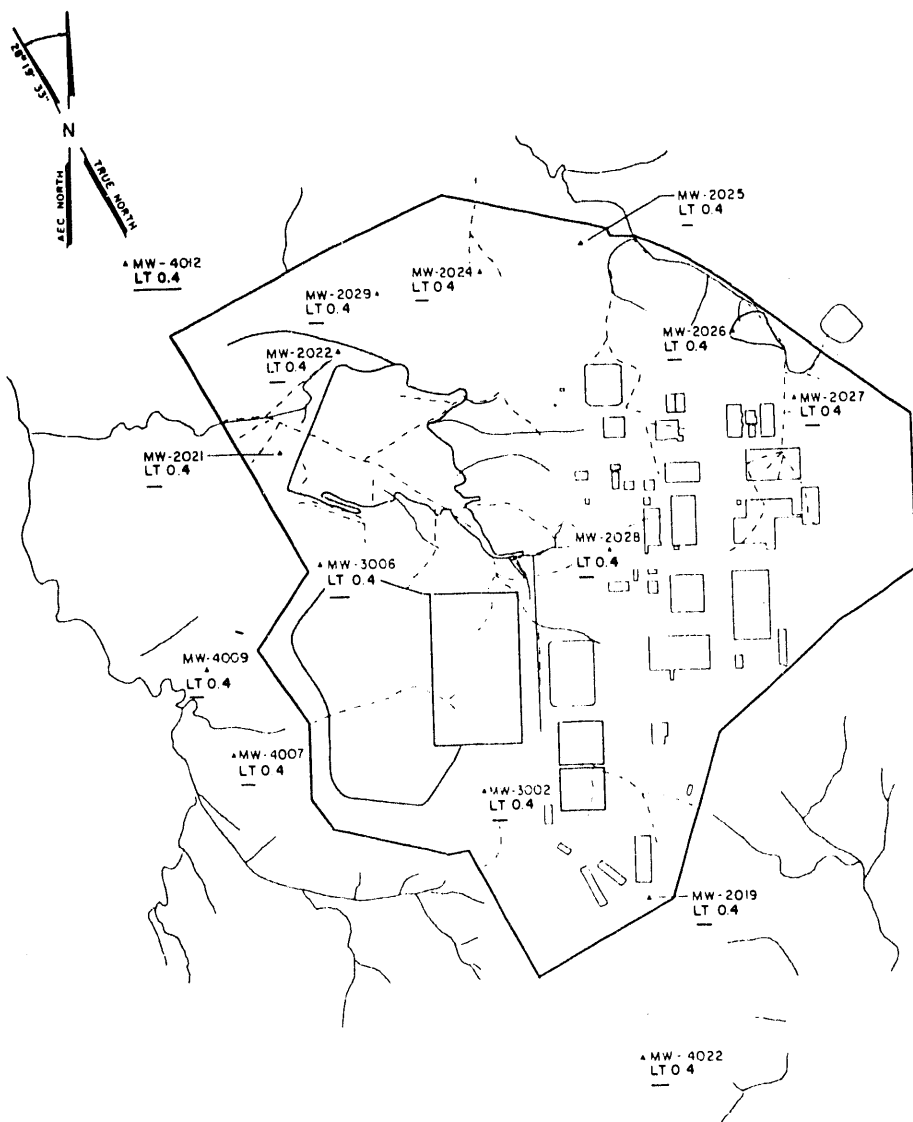 28° 19' 33"
N
AEC NORTH
TRUE NORTH
MW-2025
LT 0.4
MW-4012
LT 0.4
MW-2024
LT 0.4
MW-2029
LT 0.4
MW-2026
LT 0.4
MW-2022
LT 0.4
MW-2027
LT 0.4
MW-2021
LT 0.4
MW-2028
LT 0.4
MW-3006
LT 0.4
MW-4009
LT 0.4
MW-4007
LT 0 4
MW-3002
LT 0.4
MW-2019
LT 0.4
MW-4022
LT 0 4